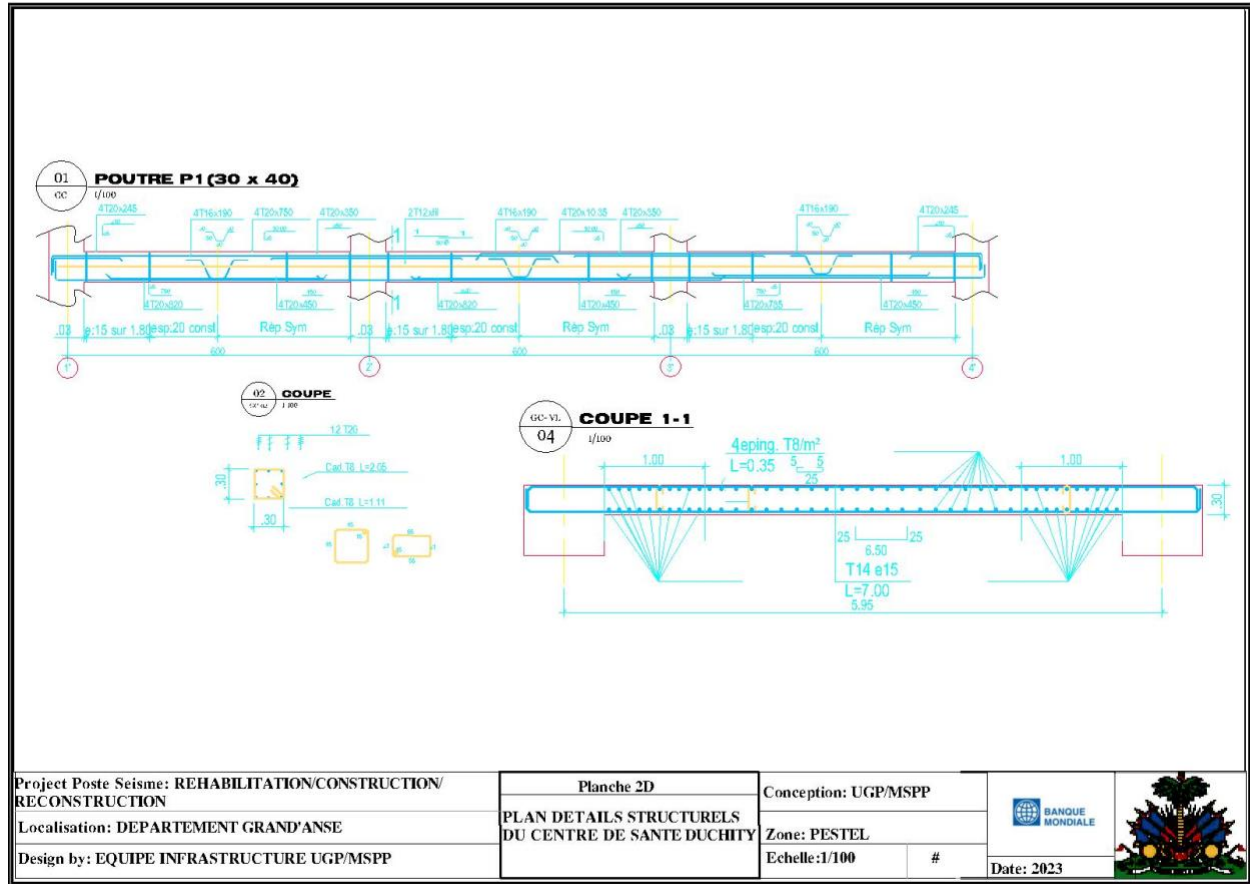 01
GC
POUTRE P1(30 x 40)
1/100
4T20x245
4T16x190
4T20x750
4T20x350
2T12xfil
4T16x190
4T20x10.55
4T20x350
4T16x190
4T20x245
4T20x820
4T20x450
4T20x820
4T20x450
4T20x785
4T20x450
.03
e:15 sur 1.80
esp:20 const
Rèp Sym
.03
e:15 sur 1.80
esp:20 const
Rèp Sym
.03
e:15 sur 1.80
esp:20 const
Rèp Sym
600
600
600
1'
2'
3'
4'
02
COUPE
12 T20
Cad.T8 L=2.05
.30
Cad T8 L=1.11
.30
GC-VL
04
COUPE 1-1
1/100
4eping. T8/m²
L=0.35
5
5
25
1.00
1.00
.30
25
25
6.50
T14 e15
L=7.00
5.95
Project Poste Seisme: REHABILITATION/CONSTRUCTION/
RECONSTRUCTION
Localisation: DEPARTEMENT GRAND'ANSE
Design by: EQUIPE INFRASTRUCTURE UGP/MSPP
Planche 2D
PLAN DETAILS STRUCTURELS
DU CENTRE DE SANTE DUCHITY
Conception: UGP/MSPP
Zone: PESTEL
Echelle:1/100
#
BANQUE
MONDIALE
Date: 2023